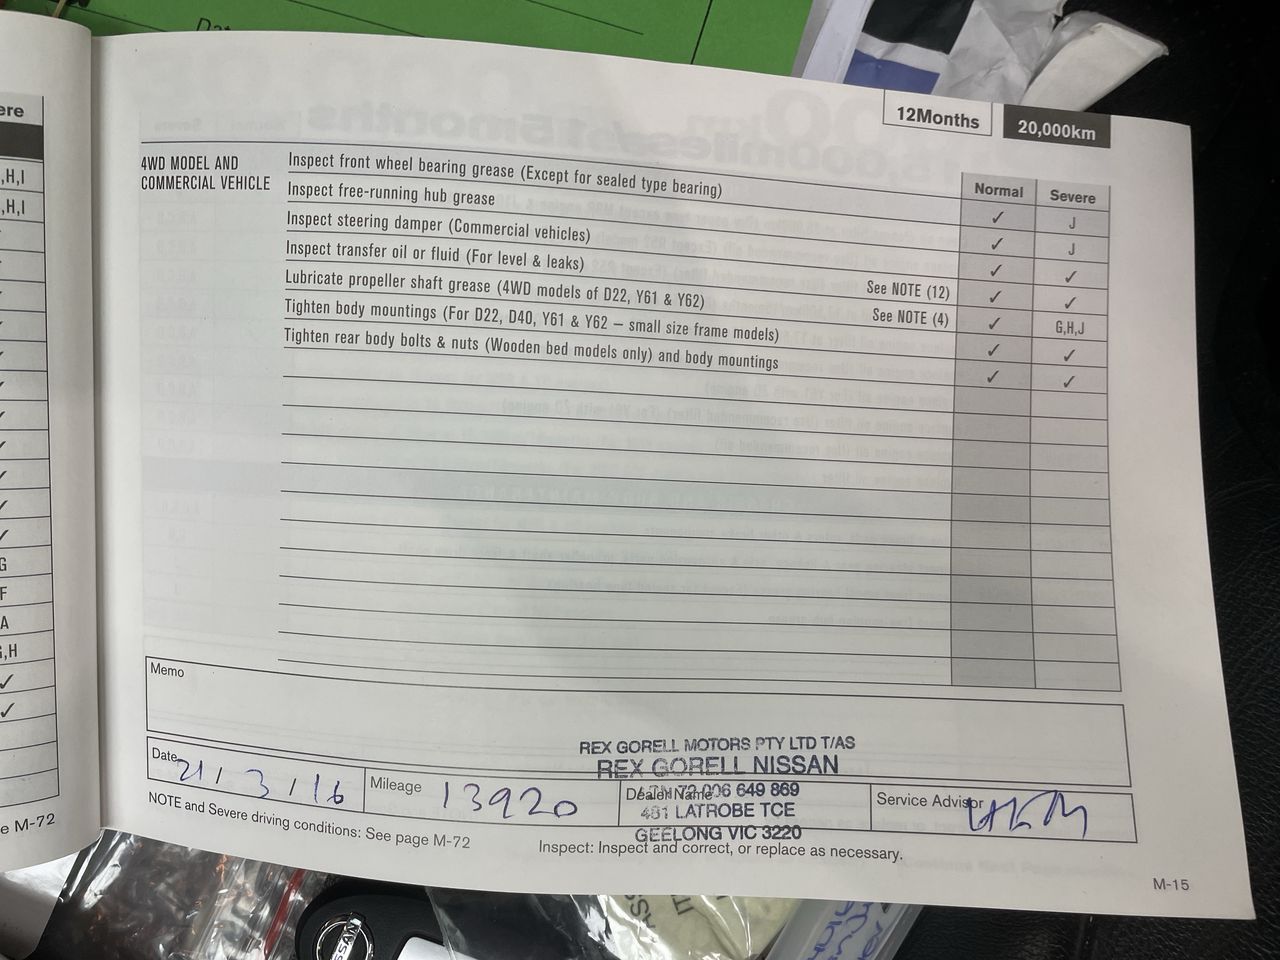 Dat
ere
,H,I
,H,I
G
F
A
,H
e M-72
12Months
20,000km
Normal
Severe
4WD MODEL AND
COMMERCIAL VEHICLE
Inspect front wheel bearing grease (Except for sealed type bearing) ✓ J
Inspect free-running hub grease ✓ J
Inspect steering damper (Commercial vehicles) ✓ ✓
Inspect transfer oil or fluid (For level & leaks) See NOTE (12) ✓ ✓
Lubricate propeller shaft grease (4WD models of D22, Y61 & Y62) See NOTE (4) ✓ G,H,J
Tighten body mountings (For D22, D40, Y61 & Y62 – small size frame models) ✓ ✓
Tighten rear body bolts & nuts (Wooden bed models only) and body mountings ✓ ✓
Memo
REX GORELL MOTORS PTY LTD T/AS
REX GORELL NISSAN
Date 21/3/16
Mileage 13920
Dealer Name
72 006 649 869
481 LATROBE TCE
GEELONG VIC 3220
Service Advisor
NOTE and Severe driving conditions: See page M-72
Inspect: Inspect and correct, or replace as necessary.
M-15
NISSAN